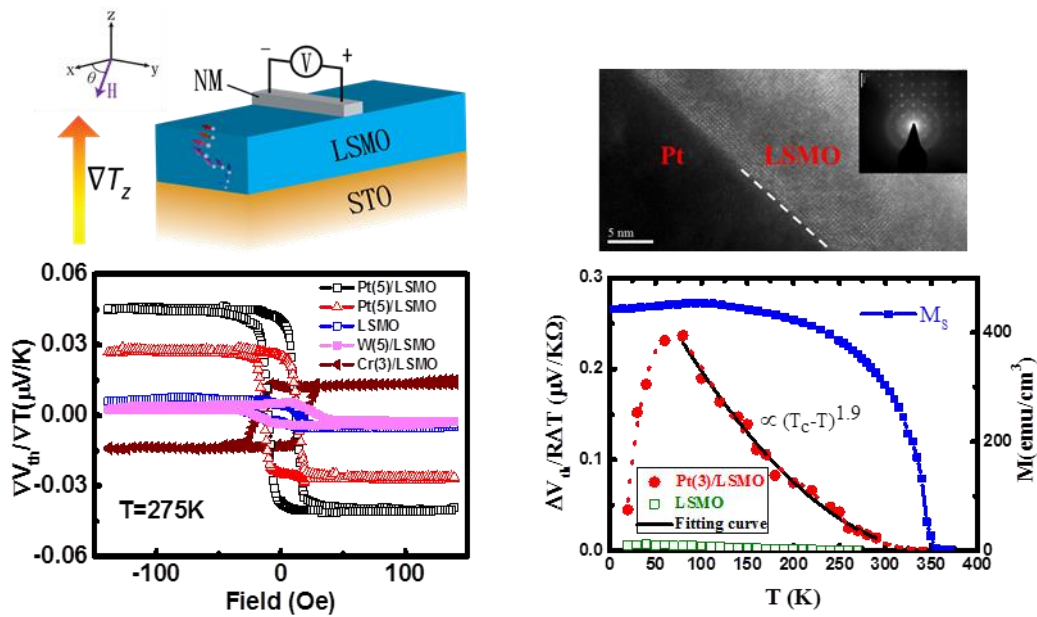 z
x
y
θ
H
∇T_z
− V +
NM
LSMO
STO
Pt
LSMO
5 nm
0.06
0.03
0.00
-0.03
-0.06
∇V_th/∇T(μV/K)
Pt(5)/LSMO
Pt(5)/LSMO
LSMO
W(5)/LSMO
Cr(3)/LSMO
T=275K
-100 0 100
Field (Oe)
0.3
0.2
0.1
0.0
ΔV_th/RΔT (μV/KΩ)
M_S
∝ (T_C-T)^1.9
Pt(3)/LSMO
LSMO
Fitting curve
400
200
0
M(emu/cm^3)
0 50 100 150 200 250 300 350 400
T (K)